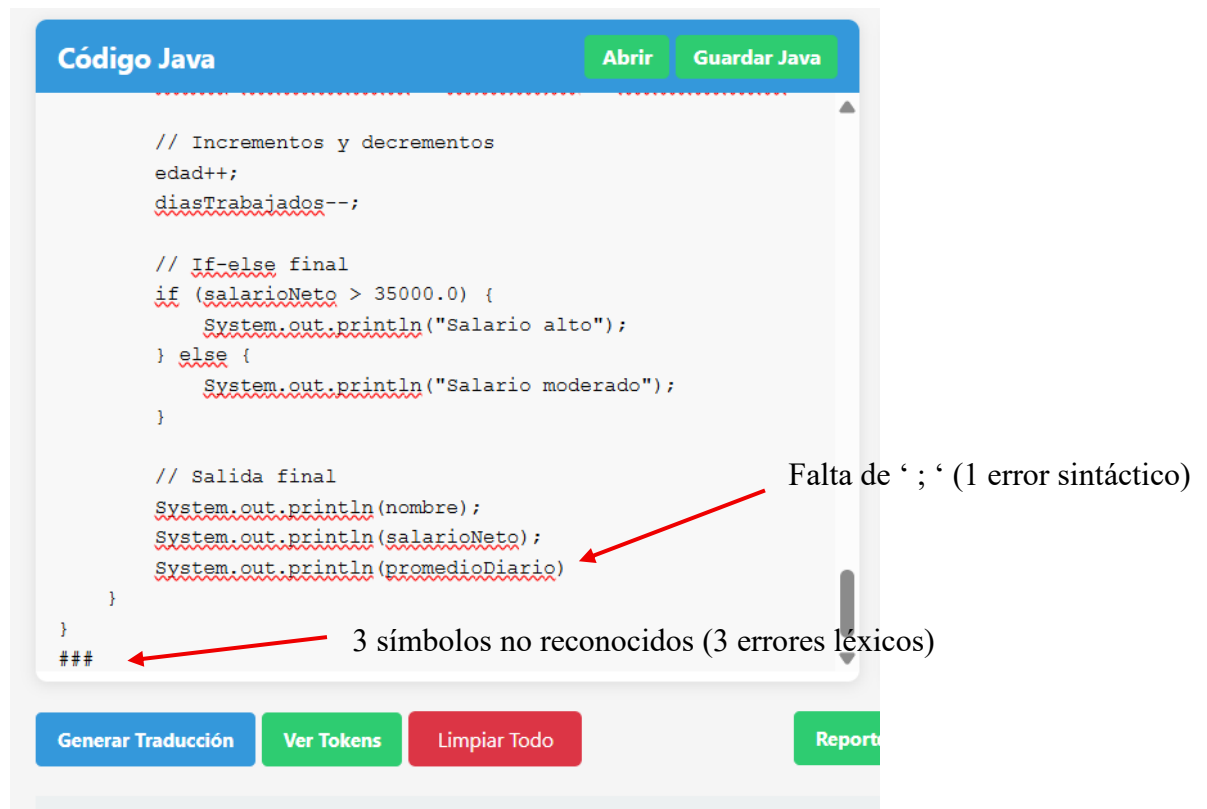 Código Java
Abrir
Guardar Java
// Incrementos y decrementos
edad++;
diasTrabajados--;
// If-else final
if (salarioNeto > 35000.0) {
System.out.println("Salario alto");
} else {
System.out.println("Salario moderado");
}
// Salida final
Falta de ‘ ; ‘ (1 error sintáctico)
System.out.println(nombre);
System.out.println(salarioNeto);
System.out.println(promedioDiario)
}
}
3 símbolos no reconocidos (3 errores léxicos)
###
Generar Traducción
Ver Tokens
Limpiar Todo